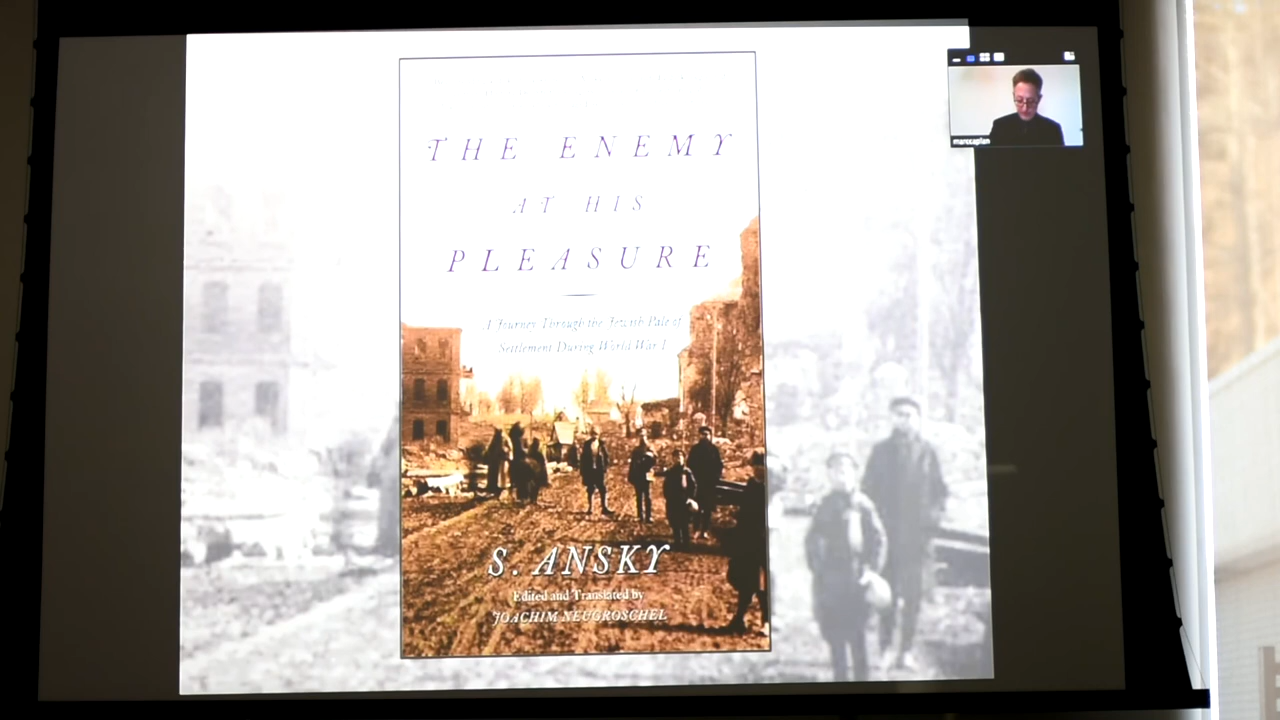 THE ENEMY
AT HIS
PLEASURE
A Journey Through the Jewish Pale of
Settlement During World War I
S. ANSKY
Edited and Translated by
JOACHIM NEUGROSCHEL
marccaplan